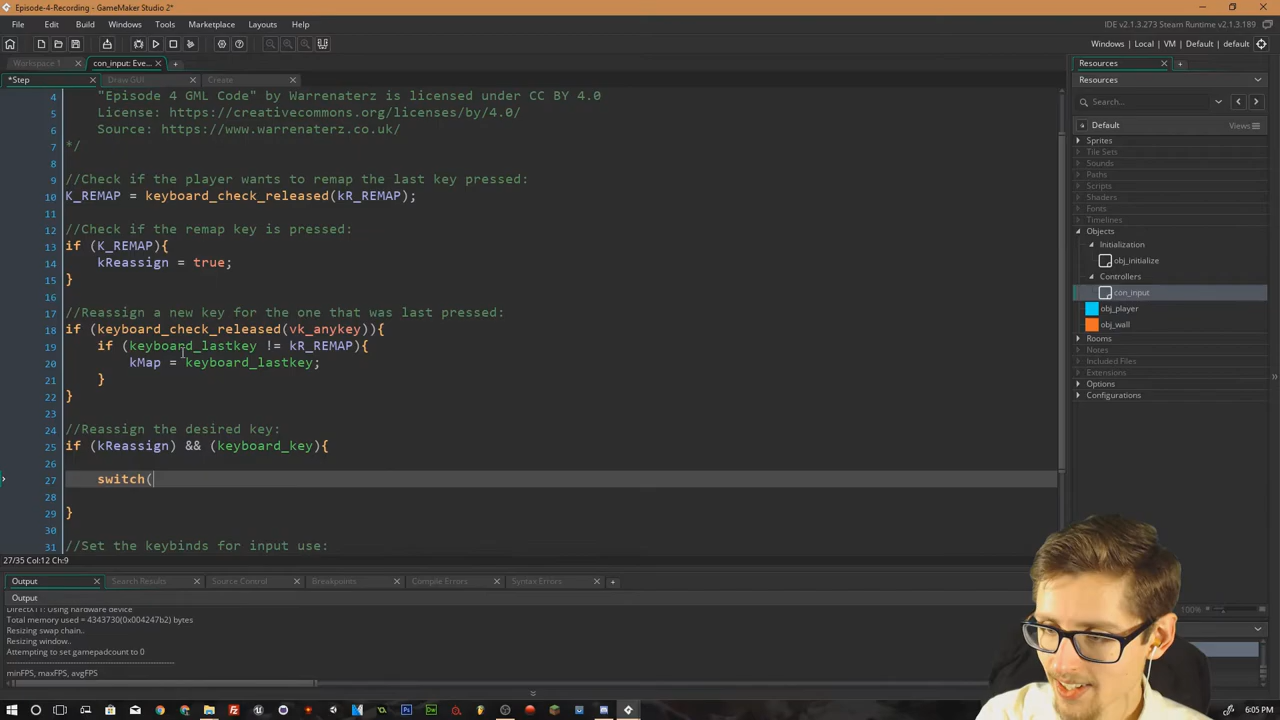 Episode-4-Recording - GameMaker Studio 2*
File Edit Build Windows Tools Marketplace Layouts Help
IDE v2.1.3.273 Steam Runtime v2.1.3.189
Windows | Local | VM | Default | default
Workspace 1 con_input: Eve...
*Step Draw GUI Create
4 "Episode 4 GML Code" by Warrenaterz is licensed under CC BY 4.0
5 License: https://creativecommons.org/licenses/by/4.0/
6 Source: https://www.warrenaterz.co.uk/
7 */
8
9 //Check if the player wants to remap the last key pressed:
10 K_REMAP = keyboard_check_released(kR_REMAP);
11
12 //Check if the remap key is pressed:
13 if (K_REMAP){
14 kReassign = true;
15 }
16
17 //Reassign a new key for the one that was last pressed:
18 if (keyboard_check_released(vk_anykey)){
19 if (keyboard_lastkey != kR_REMAP){
20 kMap = keyboard_lastkey;
21 }
22 }
23
24 //Reassign the desired key:
25 if (kReassign) && (keyboard_key){
26
27 switch(
28
29 }
30
31 //Set the keybinds for input use:
27/35 Col:12 Ch:9
Output Search Results Source Control Breakpoints Compile Errors Syntax Errors
Output
DirectX11: Using hardware device
Total memory used = 4343730(0x004247b2) bytes
Resizing swap chain..
Resizing window..
Attempting to set gamepadcount to 0
minFPS, maxFPS, avgFPS
Resources
Resources
Search...
Default Views
Sprites
Tile Sets
Sounds
Paths
Scripts
Shaders
Fonts
Timelines
Objects
Initialization
obj_initialize
Controllers
con_input
obj_player
obj_wall
Rooms
Notes
Included Files
Extensions
Options
Configurations
100%
6:05 PM